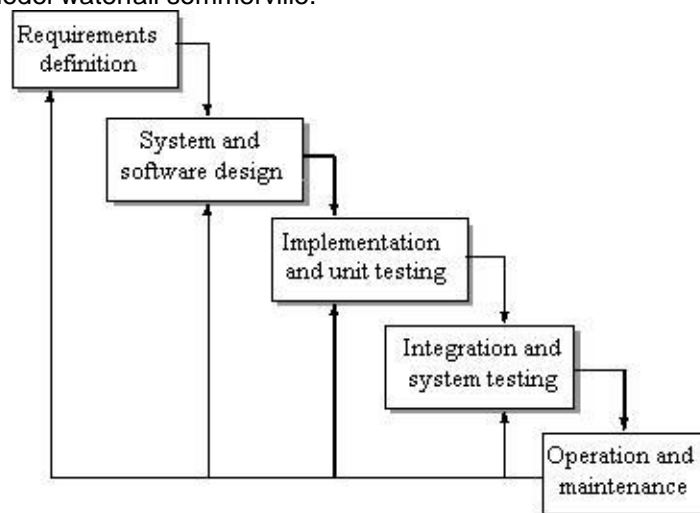 model waterfall sommerville.
Requirements
definition
System and
software design
Implementation
and unit testing
Integration and
system testing
Operation and
maintenance